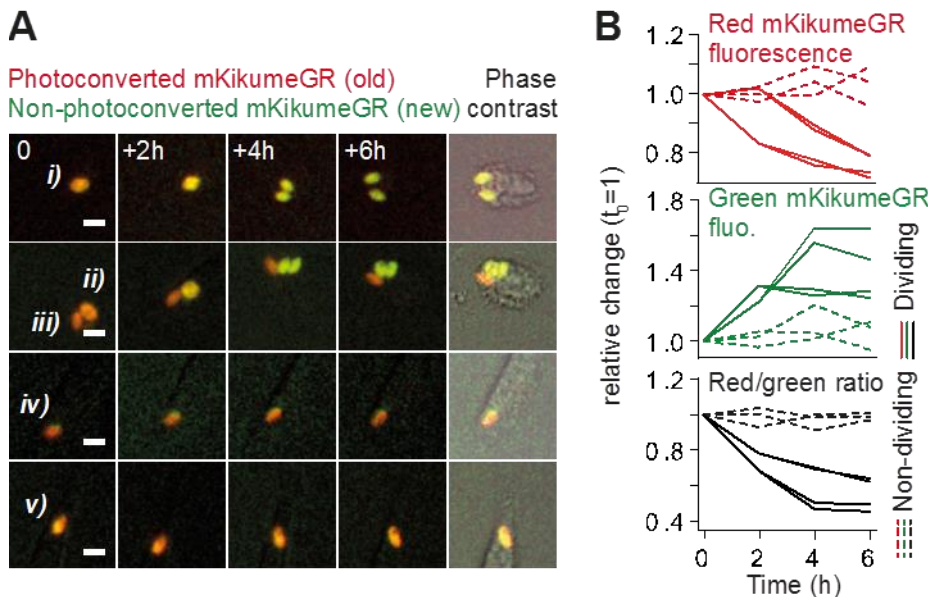 A
Photoconverted mKikumeGR (old)
Non-photoconverted mKikumeGR (new)
Phase
contrast
0
+2h
+4h
+6h
i)
ii)
iii)
iv)
v)
B
Red mKikumeGR
fluorescence
1.2
1.0
0.8
Green mKikumeGR
fluo.
1.8
1.4
1.0
Red/green ratio
1.2
0.8
0.4
relative change (t0=1)
0
2
4
6
Time (h)
Dividing
Non-dividing